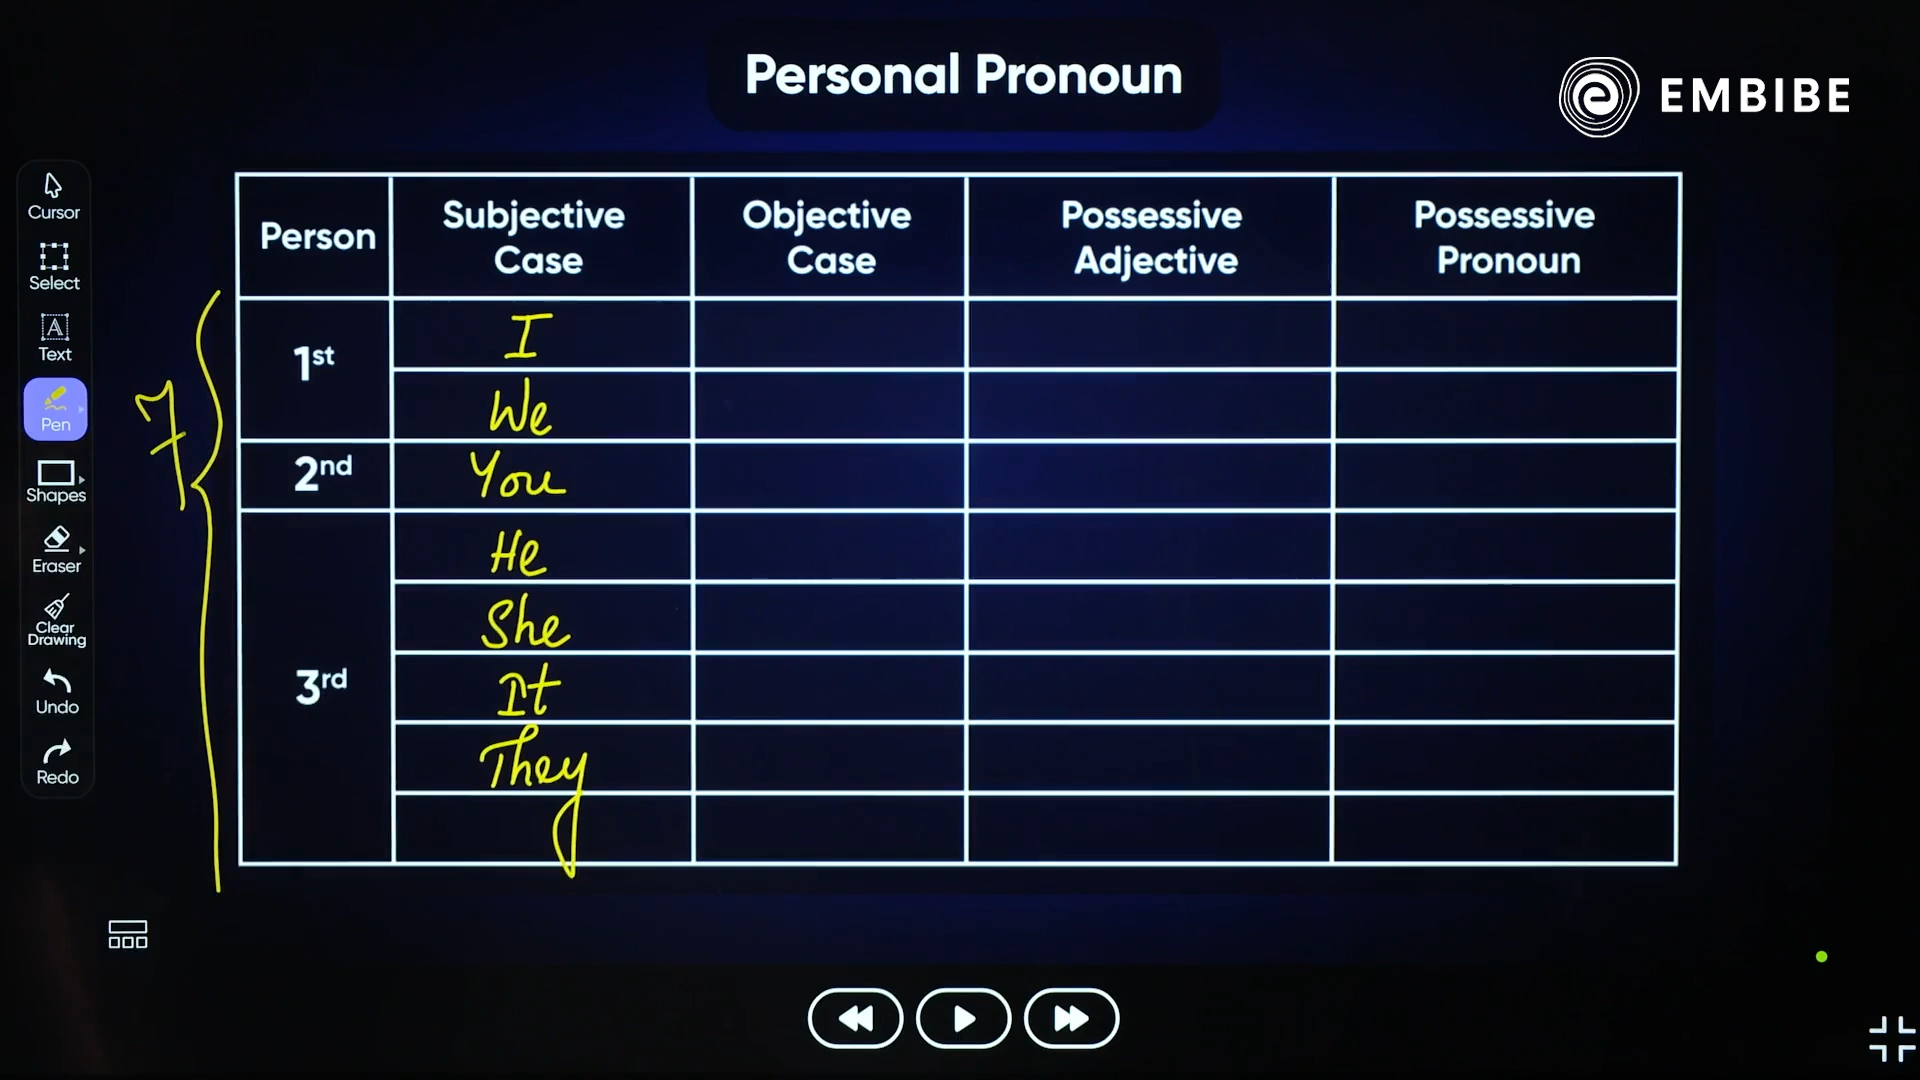 Personal Pronoun
EMBIBE
Cursor
Select
Text
Pen
Shapes
Eraser
Clear
Drawing
Undo
Redo
7
Person
Subjective
Case
Objective
Case
Possessive
Adjective
Possessive
Pronoun
1st
I
We
2nd
You
3rd
He
She
It
They